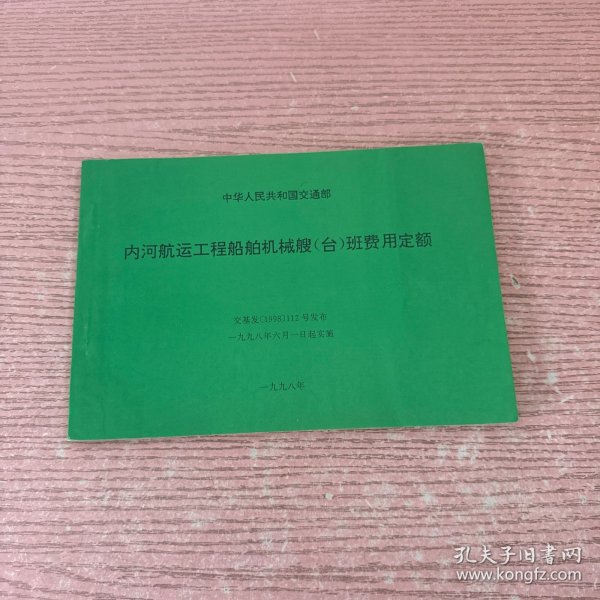 中华人民共和国交通部
内河航运工程船舶机械艘(台)班费用定额
交基发〔1998〕112号发布
一九九八年六月一日起实施
一九九八年
孔夫子旧书网
www.kongfz.com